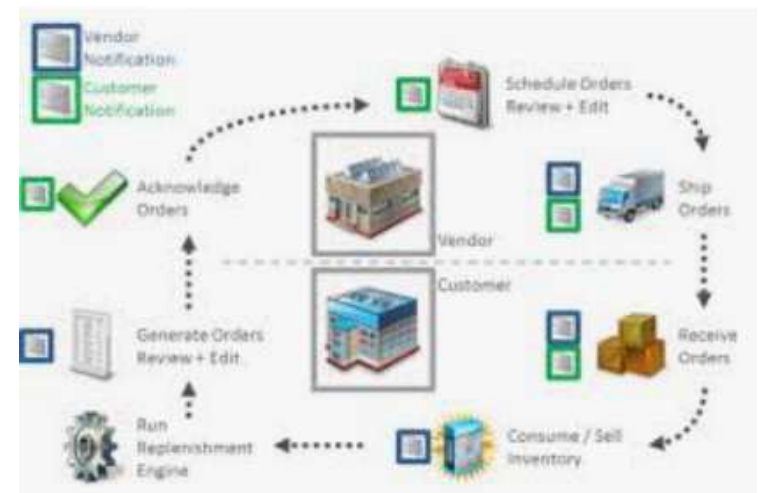 Vendor
Notification
Customer
Notification
Schedule Orders
Review + Edit
Acknowledge
Orders
Ship
Orders
Vendor
Customer
Generate Orders
Review + Edit
Receive
Orders
Run
Replenishment
Engine
Consume / Sell
Inventory